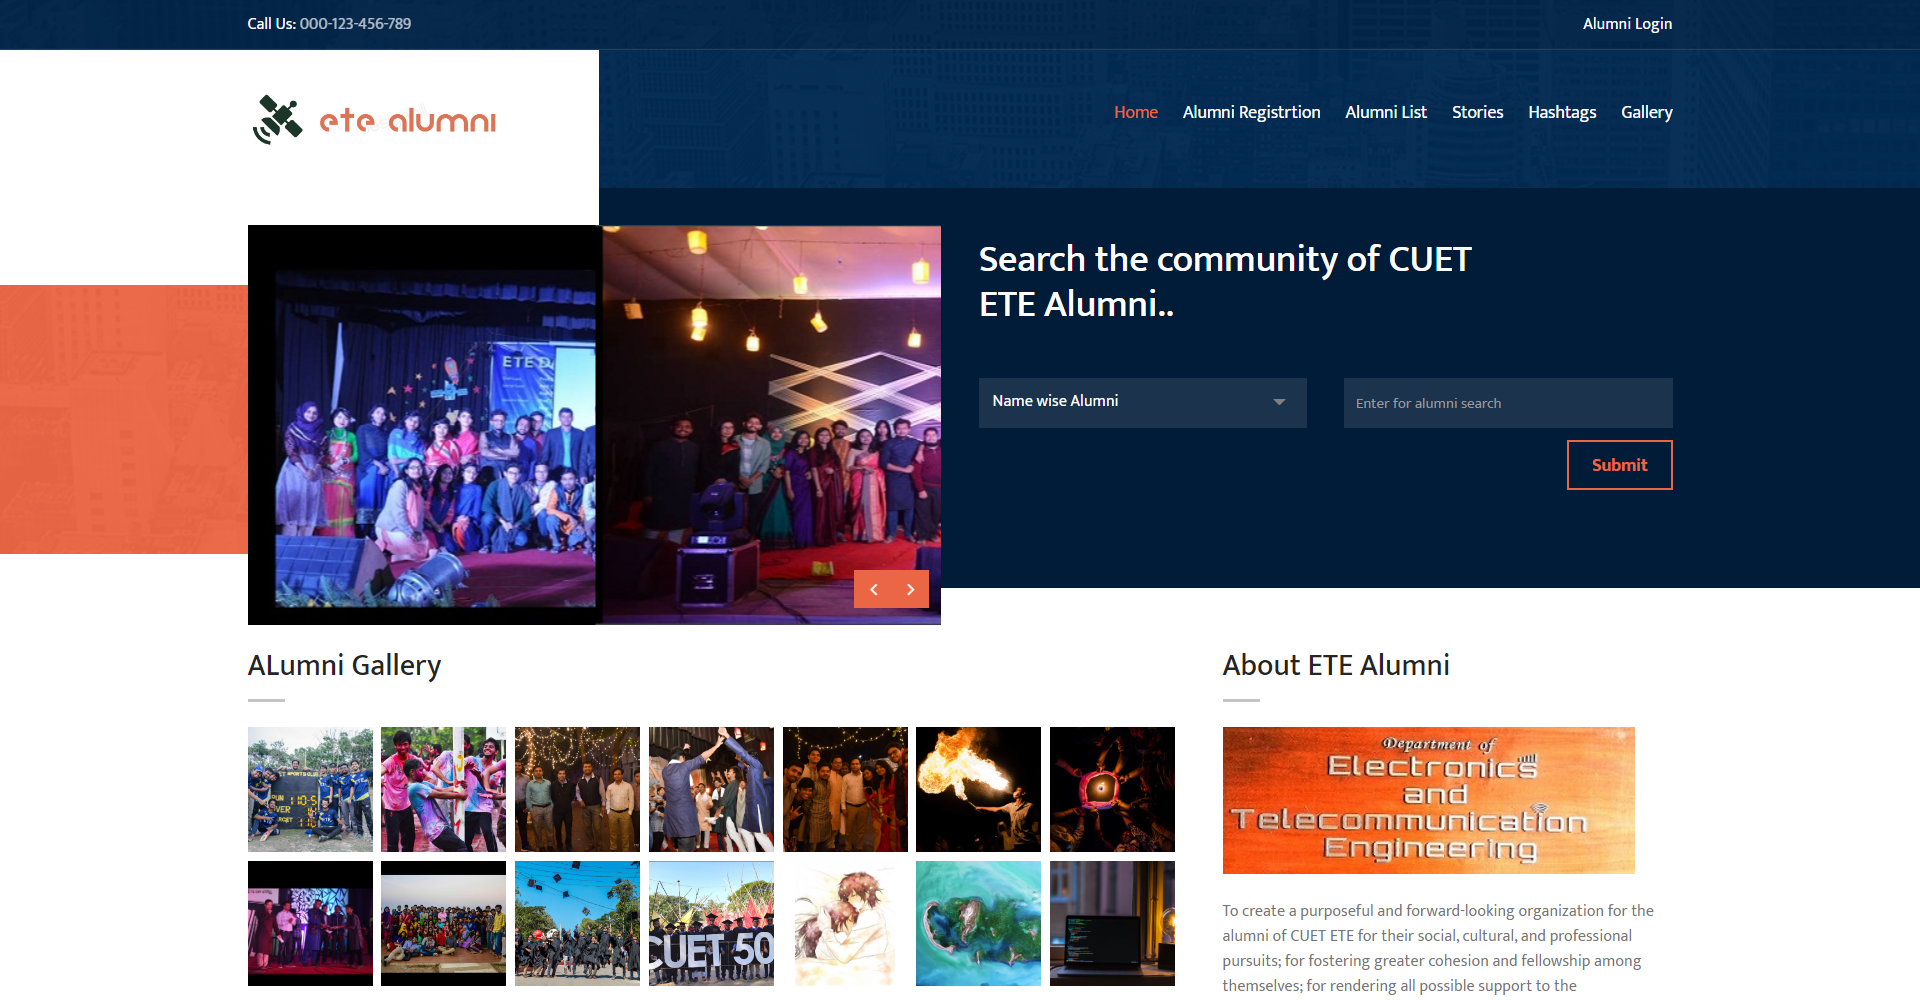 Call Us: 000-123-456-789
Alumni Login
ete alumni
Home
Alumni Registrtion
Alumni List
Stories
Hashtags
Gallery
ETE D
Search the community of CUET
ETE Alumni..
Name wise Alumni
Enter for alumni search
Submit
ALumni Gallery
About ETE Alumni
CUET 50
Department of
Electronics
and
Telecommunication
Engineering
To create a purposeful and forward-looking organization for the
alumni of CUET ETE for their social, cultural, and professional
pursuits; for fostering greater cohesion and fellowship among
themselves; for rendering all possible support to the